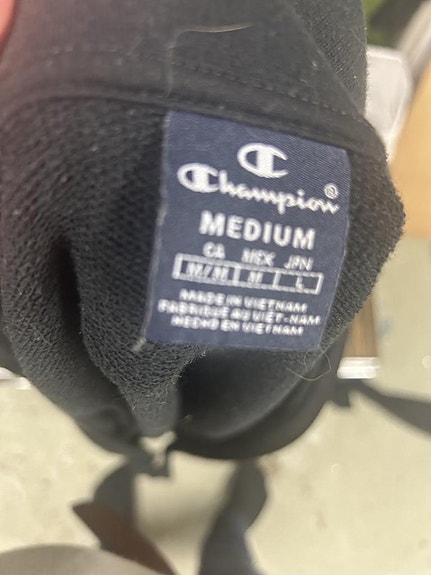 Champion®
MEDIUM
CA MEX JPN
M/M M L
MADE IN VIETNAM
FABRIQUÉ AU VIET-NAM
HECHO EN VIETNAM